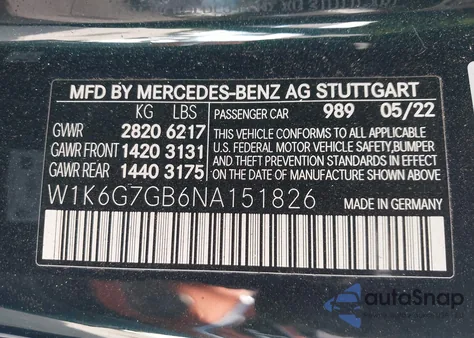 MFD BY MERCEDES-BENZ AG STUTTGART
KG LBS
PASSENGER CAR 989 05/22
GVWR 2820 6217
GAWR FRONT 1420 3131
GAWR REAR 1440 3175
THIS VEHICLE CONFORMS TO ALL APPLICABLE
U.S. FEDERAL MOTOR VEHICLE SAFETY,BUMPER
AND THEFT PREVENTION STANDARDS IN EFFECT
ON THE DATE OF MANUFACTURE SHOWN ABOVE.
W1K6G7GB6NA151826
MADE IN GERMANY
autoSnap